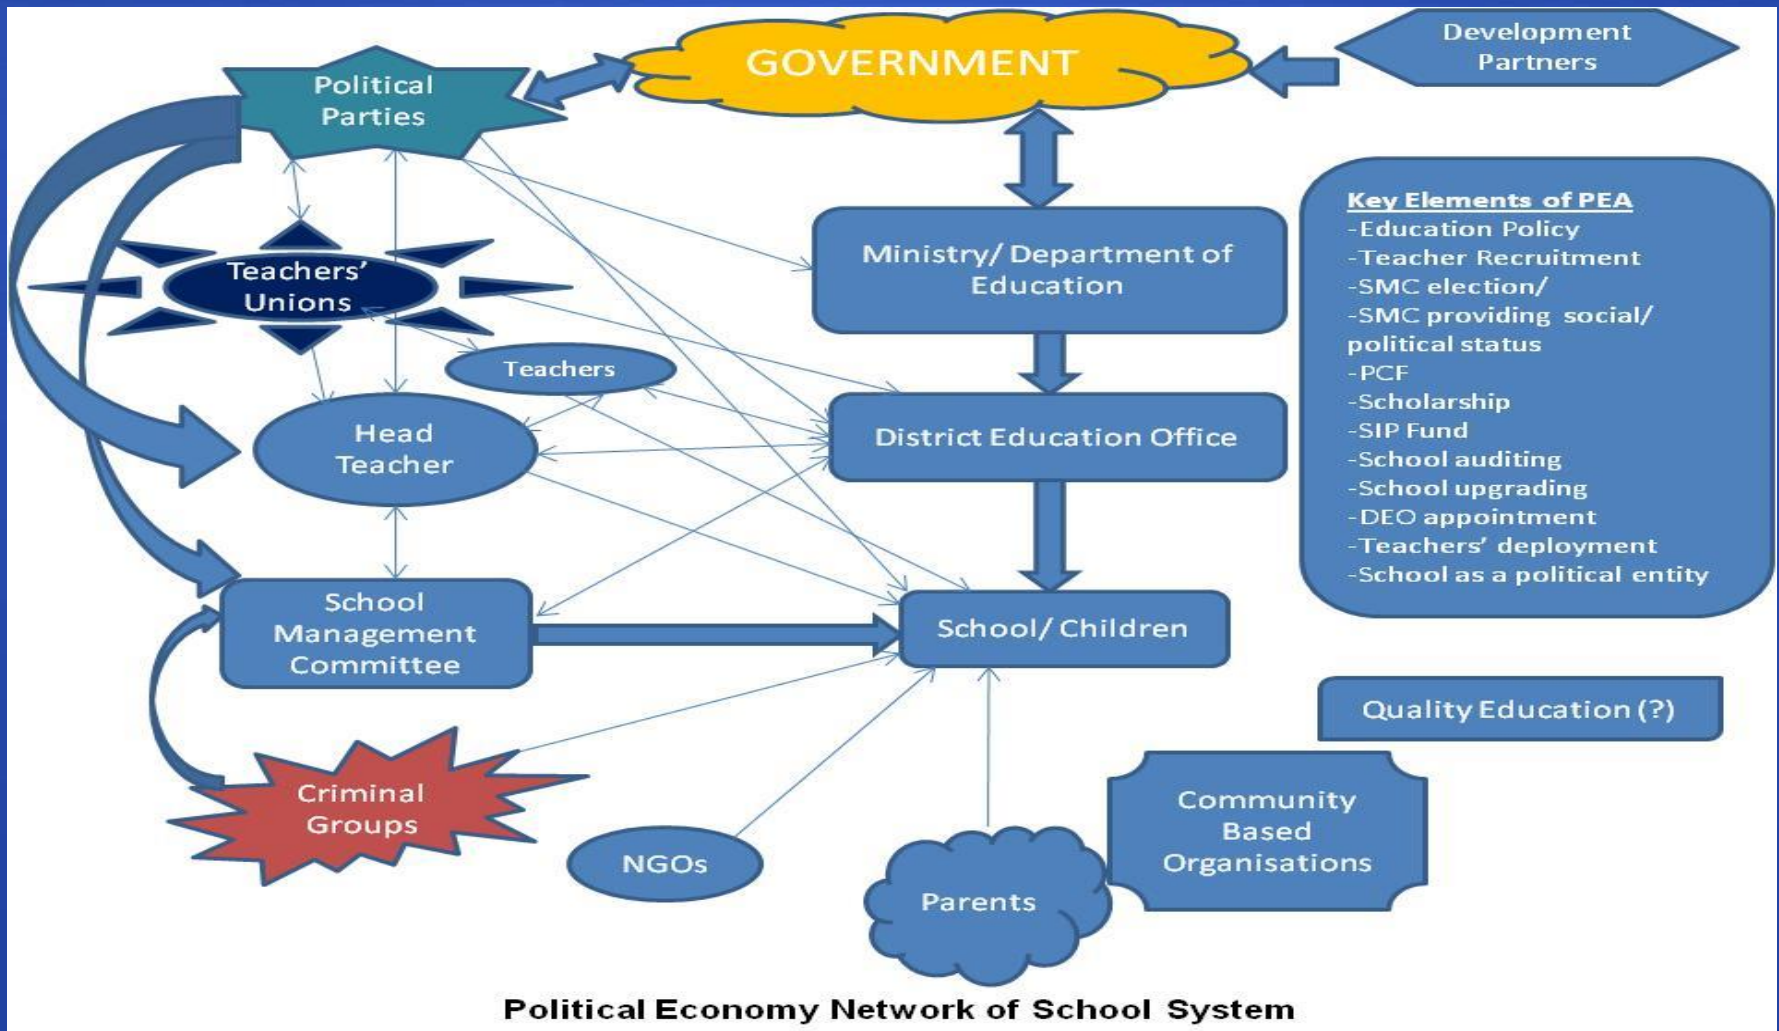 GOVERNMENT
Development
Partners
Political
Parties
Key Elements of PEA
-Education Policy
-Teacher Recruitment
-SMC election/
-SMC providing social/
political status
-PCF
-Scholarship
-SIP Fund
-School auditing
-School upgrading
-DEO appointment
-Teachers’ deployment
-School as a political entity
Ministry/ Department of
Education
Teachers’
Unions
Teachers
Head
Teacher
District Education Office
School
Management
Committee
School/ Children
Quality Education (?)
Criminal
Groups
NGOs
Parents
Community
Based
Organisations
Political Economy Network of School System